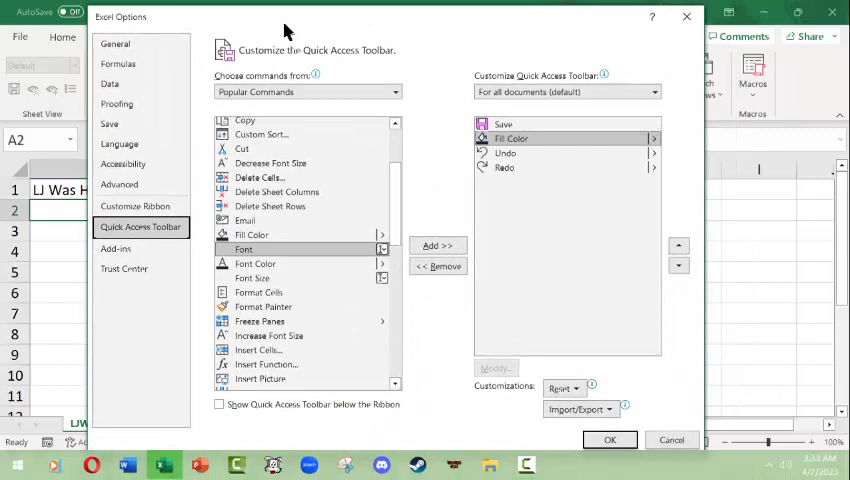 AutoSave Off
Excel Options
?
File Home
Comments Share
General
Formulas
Data
Proofing
Save
Language
Accessibility
Advanced
Customize Ribbon
Quick Access Toolbar
Add-ins
Trust Center
Customize the Quick Access Toolbar.
Choose commands from:
Popular Commands
Copy
Custom Sort...
Cut
Decrease Font Size
Delete Cells...
Delete Sheet Columns
Delete Sheet Rows
Email
Fill Color
Font
Font Color
Font Size
Format Cells
Format Painter
Freeze Panes
Increase Font Size
Insert Cells...
Insert Function...
Insert Picture
Show Quick Access Toolbar below the Ribbon
Add >>
<< Remove
Customize Quick Access Toolbar:
For all documents (default)
Save
Fill Color
Undo
Redo
Modify...
Customizations: Reset
Import/Export
OK Cancel
Default
Sheet View
Macros
Macros
A2
I
1 LJ Was H
2
3
4
5
6
7
8
9
10
11
Ready
100%
3:33 AM
4/7/2023